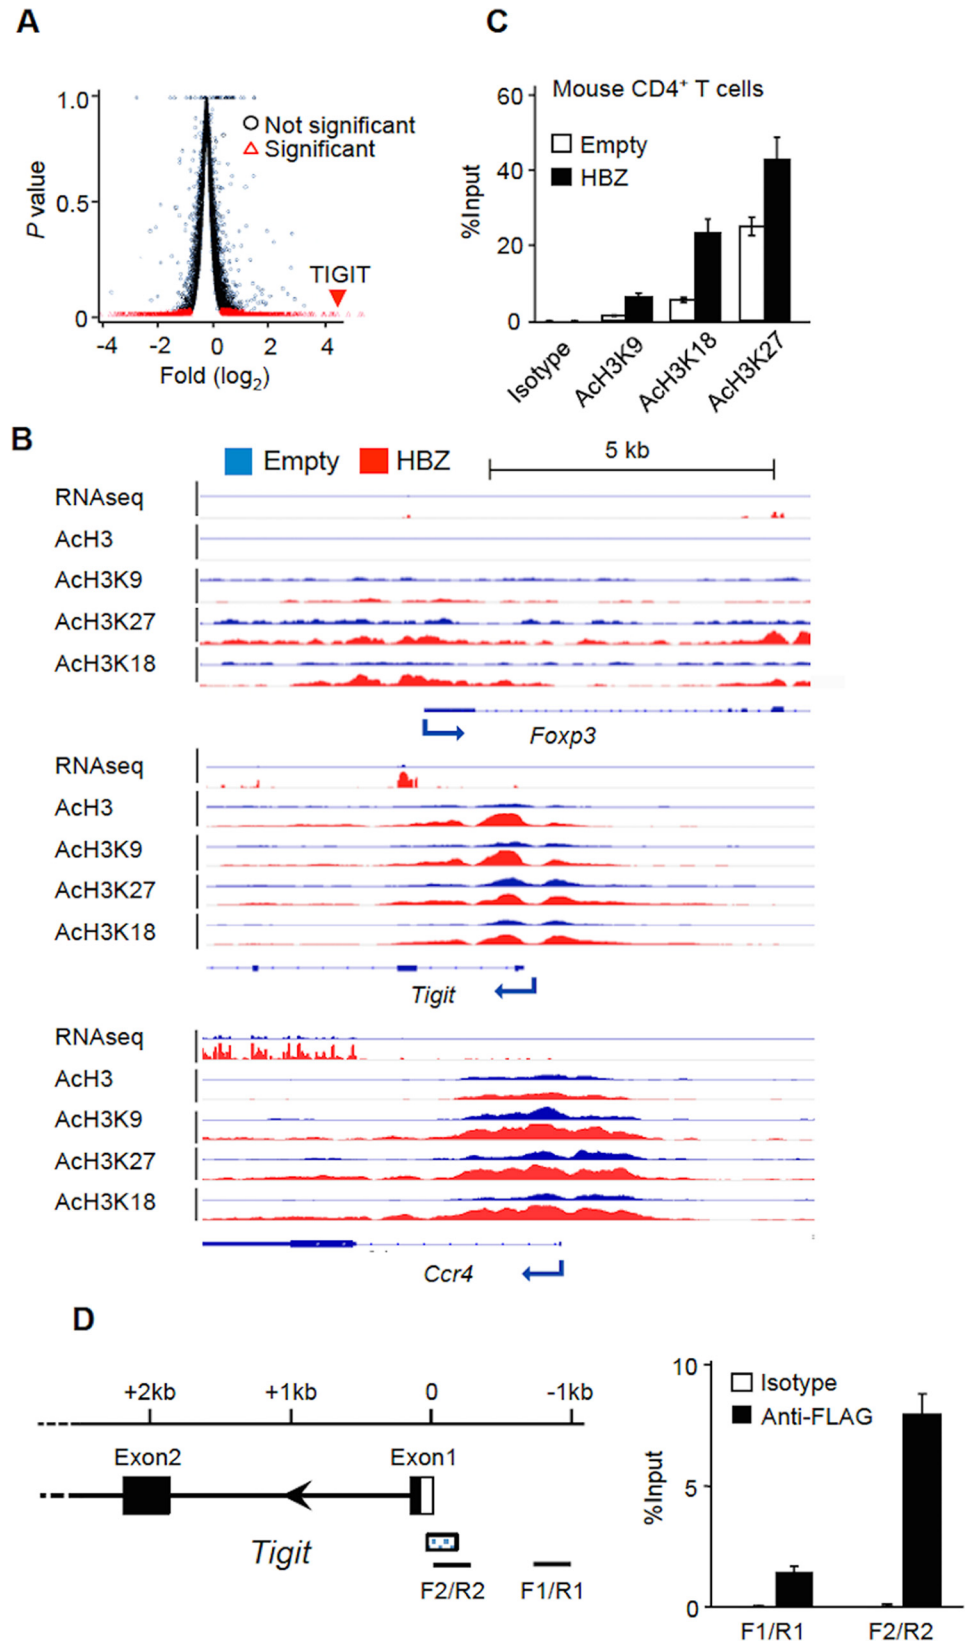 A
1.0
0.5
0
P value
Not significant
Significant
TIGIT
-4 -2 0 2 4
Fold (log2)
C
Mouse CD4+ T cells
Empty
HBZ
60
40
20
0
%Input
Isotype
AcH3K9
AcH3K18
AcH3K27
B
Empty HBZ
5 kb
RNAseq
AcH3
AcH3K9
AcH3K27
AcH3K18
Foxp3
RNAseq
AcH3
AcH3K9
AcH3K27
AcH3K18
Tigit
RNAseq
AcH3
AcH3K9
AcH3K27
AcH3K18
Ccr4
D
+2kb +1kb 0 -1kb
Exon2 Exon1
Tigit
F2/R2 F1/R1
10
5
0
%Input
Isotype
Anti-FLAG
F1/R1 F2/R2